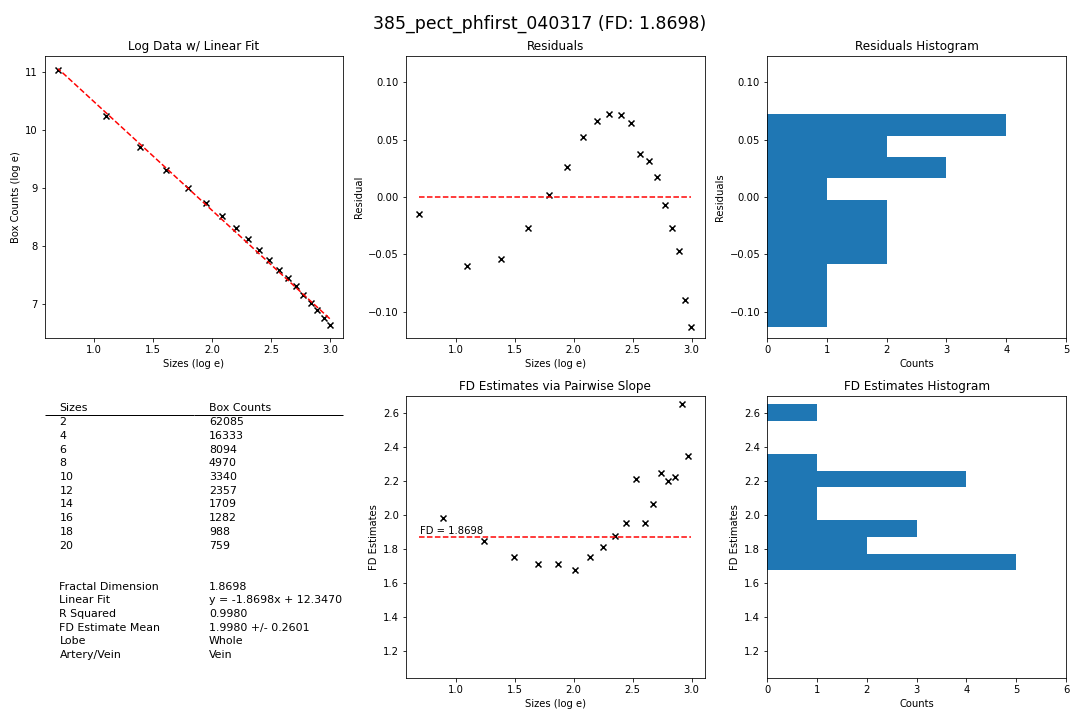 385_pect_phfirst_040317 (FD: 1.8698)
Log Data w/ Linear Fit
Box Counts (log e)
11
10
9
8
7
1.0 1.5 2.0 2.5 3.0
Sizes (log e)
Residuals
Residual
0.10
0.05
0.00
−0.05
−0.10
1.0 1.5 2.0 2.5 3.0
Sizes (log e)
Residuals Histogram
Residuals
0.10
0.05
0.00
−0.05
−0.10
0 1 2 3 4 5
Counts
Sizes Box Counts
2 62085
4 16333
6 8094
8 4970
10 3340
12 2357
14 1709
16 1282
18 988
20 759
Fractal Dimension 1.8698
Linear Fit y = -1.8698x + 12.3470
R Squared 0.9980
FD Estimate Mean 1.9980 +/- 0.2601
Lobe Whole
Artery/Vein Vein
FD Estimates via Pairwise Slope
FD Estimates
2.6
2.4
2.2
2.0
FD = 1.8698
1.8
1.6
1.4
1.2
1.0 1.5 2.0 2.5 3.0
Sizes (log e)
FD Estimates Histogram
FD Estimates
2.6
2.4
2.2
2.0
1.8
1.6
1.4
1.2
0 1 2 3 4 5 6
Counts